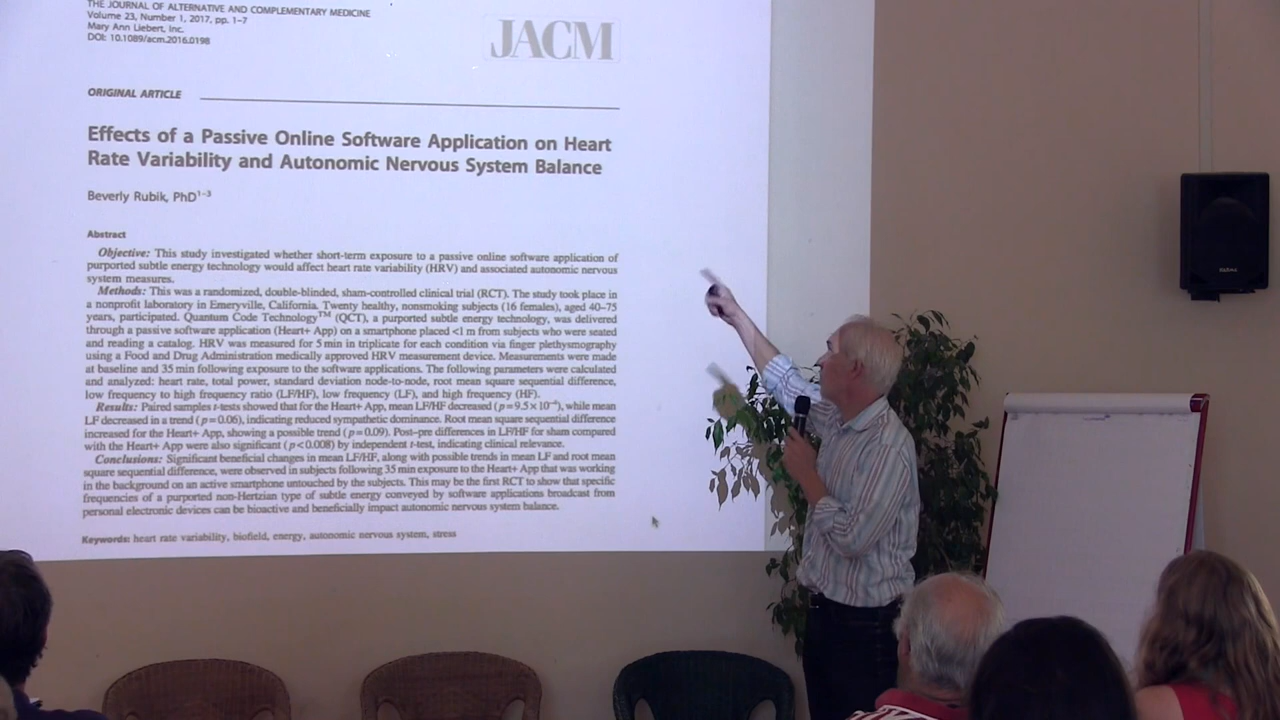 THE JOURNAL OF ALTERNATIVE AND COMPLEMENTARY MEDICINE
Volume 23, Number 1, 2017, pp. 1–7
Mary Ann Liebert, Inc.
DOI: 10.1089/acm.2016.0198
JACM
ORIGINAL ARTICLE
Effects of a Passive Online Software Application on Heart
Rate Variability and Autonomic Nervous System Balance
Beverly Rubik, PhD1–3
Abstract
Objective: This study investigated whether short-term exposure to a passive online software application of
purported subtle energy technology would affect heart rate variability (HRV) and associated autonomic nervous
system measures.
Methods: This was a randomized, double-blinded, sham-controlled clinical trial (RCT). The study took place in
a nonprofit laboratory in Emeryville, California. Twenty healthy, nonsmoking subjects (16 females), aged 40–75
years, participated. Quantum Code Technology™ (QCT), a purported subtle energy technology, was delivered
through a passive software application (Heart+ App) on a smartphone placed <1 m from subjects who were seated
and reading a catalog. HRV was measured for 5 min in triplicate for each condition via finger plethysmography
using a Food and Drug Administration medically approved HRV measurement device. Measurements were made
at baseline and 35 min following exposure to the software applications. The following parameters were calculated
and analyzed: heart rate, total power, standard deviation node-to-node, root mean square sequential difference,
low frequency to high frequency ratio (LF/HF), low frequency (LF), and high frequency (HF).
Results: Paired samples t-tests showed that for the Heart+ App, mean LF/HF decreased (p=9.5×10⁻⁴), while mean
LF decreased in a trend (p=0.06), indicating reduced sympathetic dominance. Root mean square sequential difference
increased for the Heart+ App, showing a possible trend (p=0.09). Post–pre differences in LF/HF for sham compared
with the Heart+ App were also significant (p<0.008) by independent t-test, indicating clinical relevance.
Conclusions: Significant beneficial changes in mean LF/HF, along with possible trends in mean LF and root mean
square sequential difference, were observed in subjects following 35 min exposure to the Heart+ App that was working
in the background on an active smartphone untouched by the subjects. This may be the first RCT to show that specific
frequencies of a purported non-Hertzian type of subtle energy conveyed by software applications broadcast from
personal electronic devices can be bioactive and beneficially impact autonomic nervous system balance.
Keywords: heart rate variability, biofield, energy, autonomic nervous system, stress